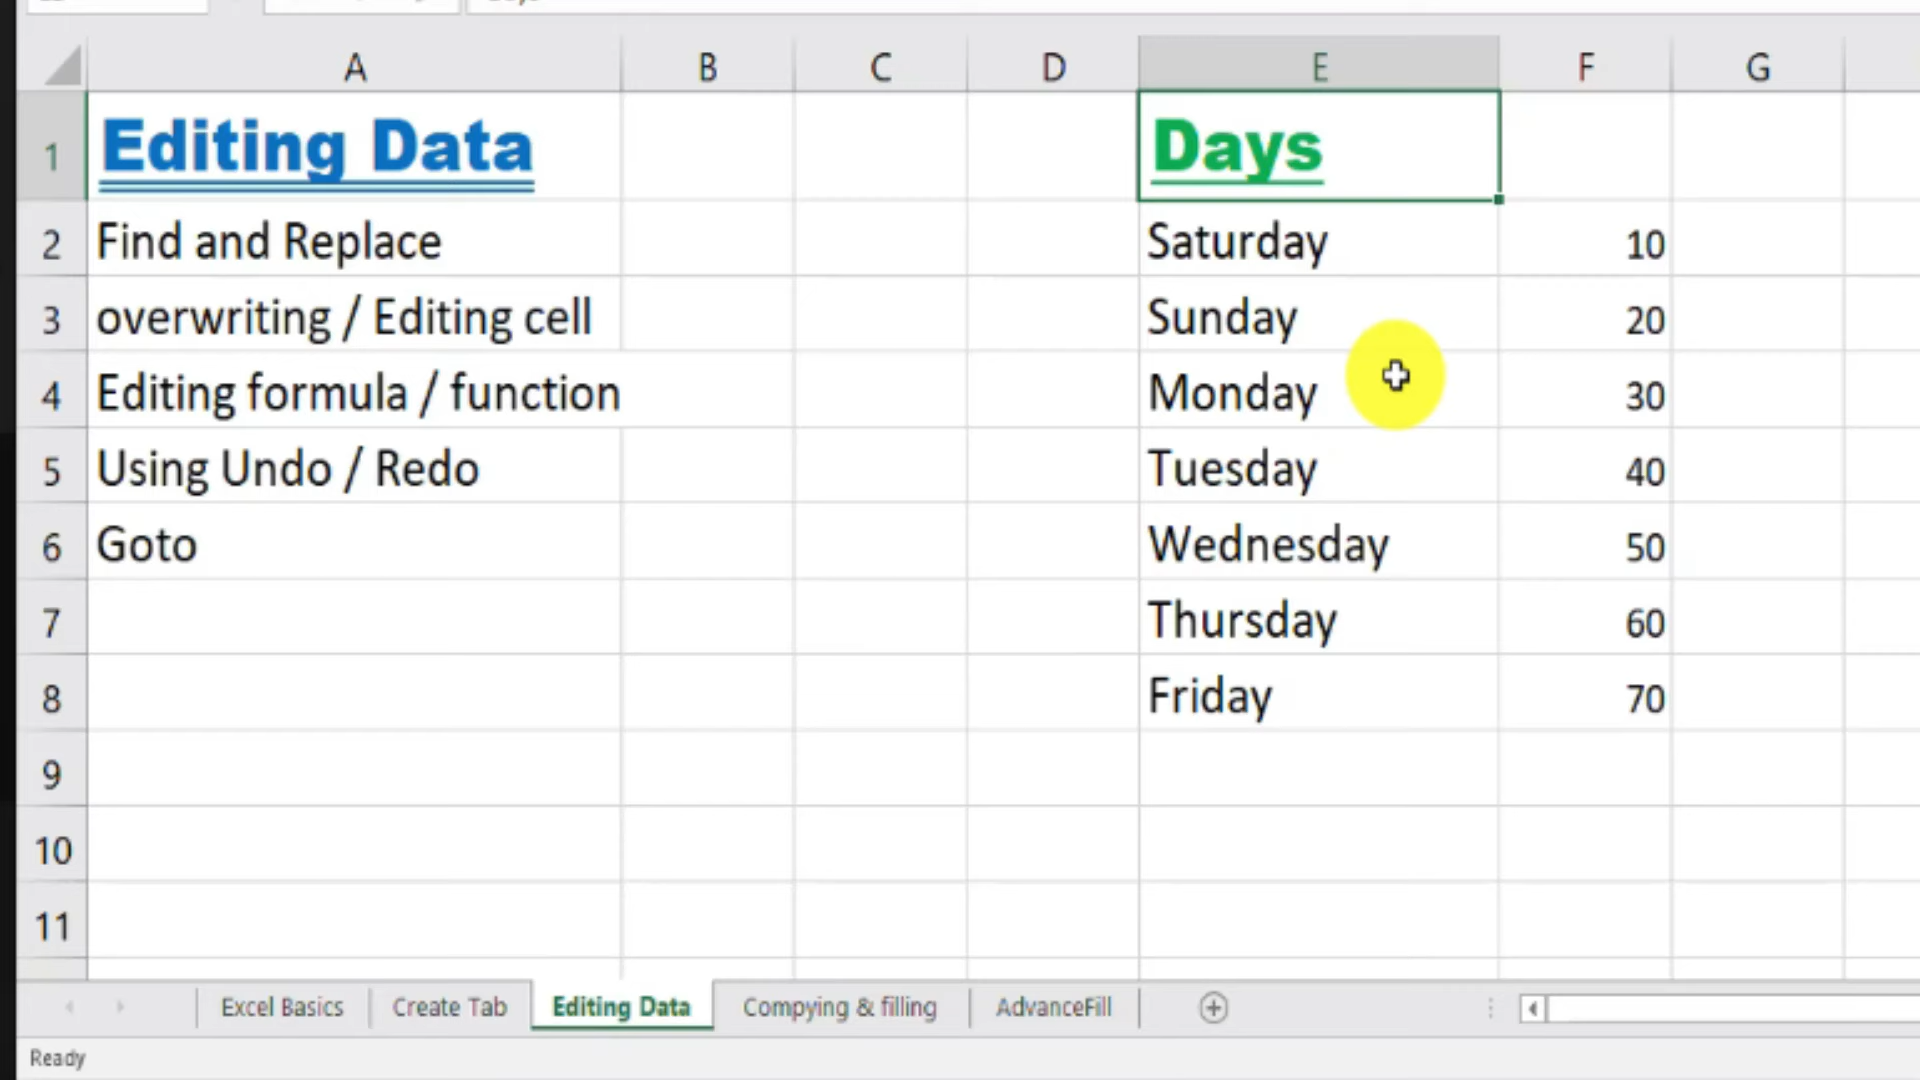 A B C D E F G
1 Editing Data Days
2 Find and Replace Saturday 10
3 overwriting / Editing cell Sunday 20
4 Editing formula / function Monday 30
5 Using Undo / Redo Tuesday 40
6 Goto Wednesday 50
7 Thursday 60
8 Friday 70
9
10
11
Excel Basics Create Tab Editing Data Compying & filling AdvanceFill
Ready